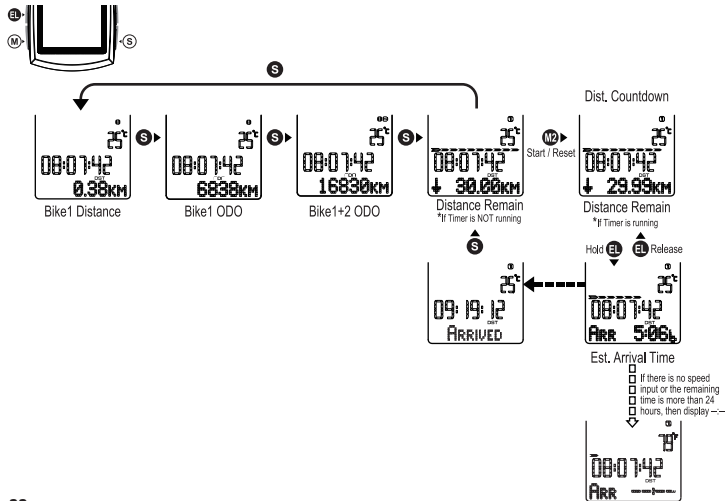 EL
M S
S
Dist. Countdown
25°C
08:07:42
DST
0.38KM
Bike1 Distance
S
25°C
08:07:42
6838KM
Bike1 ODO
S
25°C
08:07:42
16830KM
Bike1+2 ODO
S
25°C
08:07:42
DST
30.00KM
Distance Remain
*If Timer is NOT running
M2
Start / Reset
25°C
08:07:42
DST
29.99KM
Distance Remain
*If Timer is running
S
Hold EL EL Release
25°C
09:19:12
DST
ARRIVED
25°C
08:07:42
DST
ARR 5:06
Est. Arrival Time
If there is no speed
input or the remaining
time is more than 24
hours, then display –:–
08:07:42
DST
ARR --:--